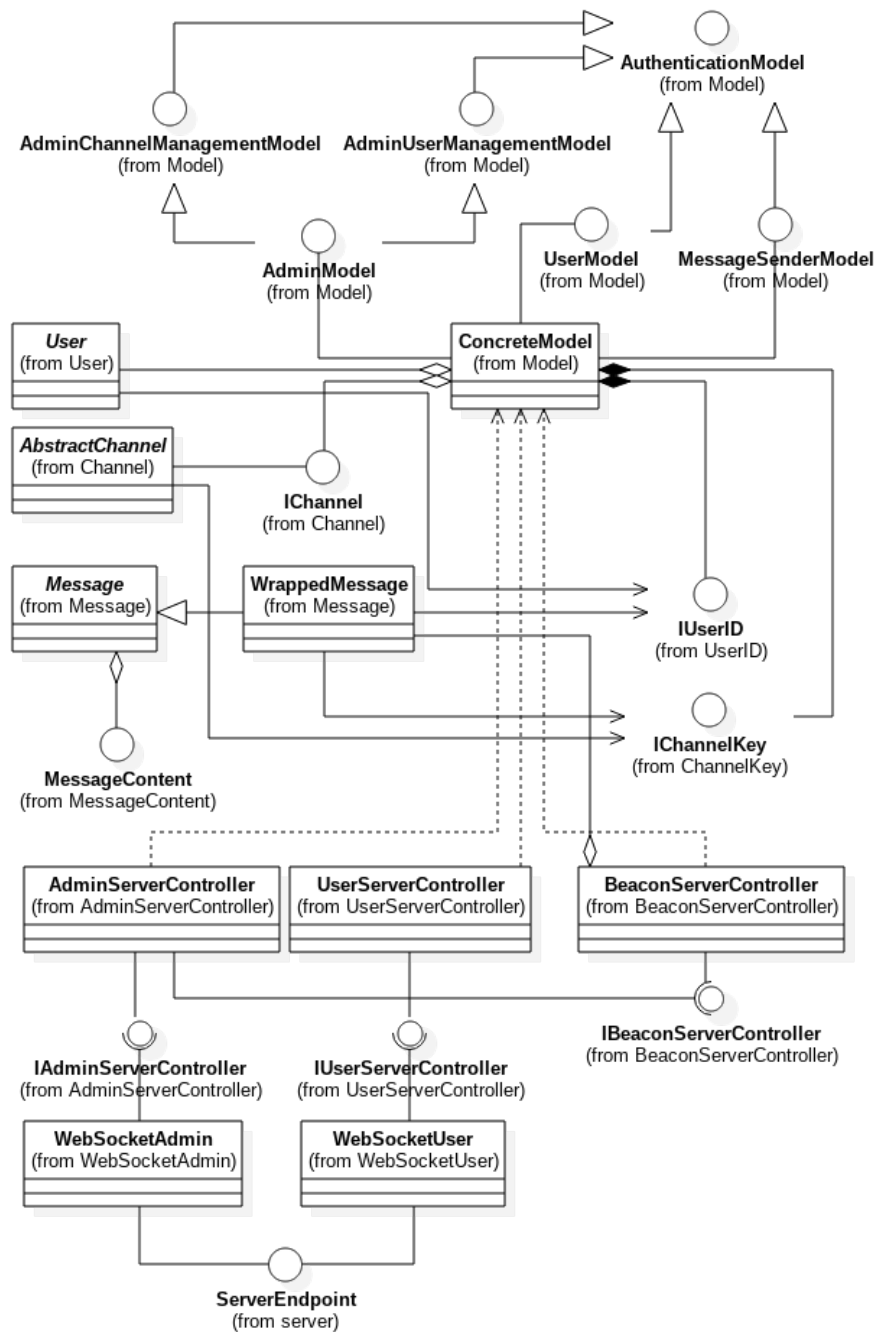 AuthenticationModel
(from Model)
AdminChannelManagementModel
(from Model)
AdminUserManagementModel
(from Model)
AdminModel
(from Model)
UserModel
(from Model)
MessageSenderModel
(from Model)
User
(from User)
ConcreteModel
(from Model)
AbstractChannel
(from Channel)
IChannel
(from Channel)
Message
(from Message)
WrappedMessage
(from Message)
IUserID
(from UserID)
IChannelKey
(from ChannelKey)
MessageContent
(from MessageContent)
AdminServerController
(from AdminServerController)
UserServerController
(from UserServerController)
BeaconServerController
(from BeaconServerController)
IBeaconServerController
(from BeaconServerController)
IAdminServerController
(from AdminServerController)
IUserServerController
(from UserServerController)
WebSocketAdmin
(from WebSocketAdmin)
WebSocketUser
(from WebSocketUser)
ServerEndpoint
(from server)